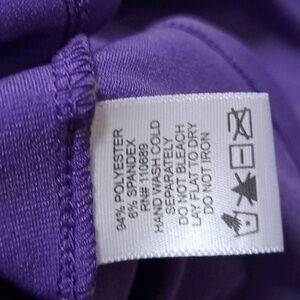 94% POLYESTER
6% SPANDEX
RN# 110689
HAND WASH COLD
SEPARATELY
DO NOT BLEACH
LAY FLAT TO DRY
DO NOT IRON